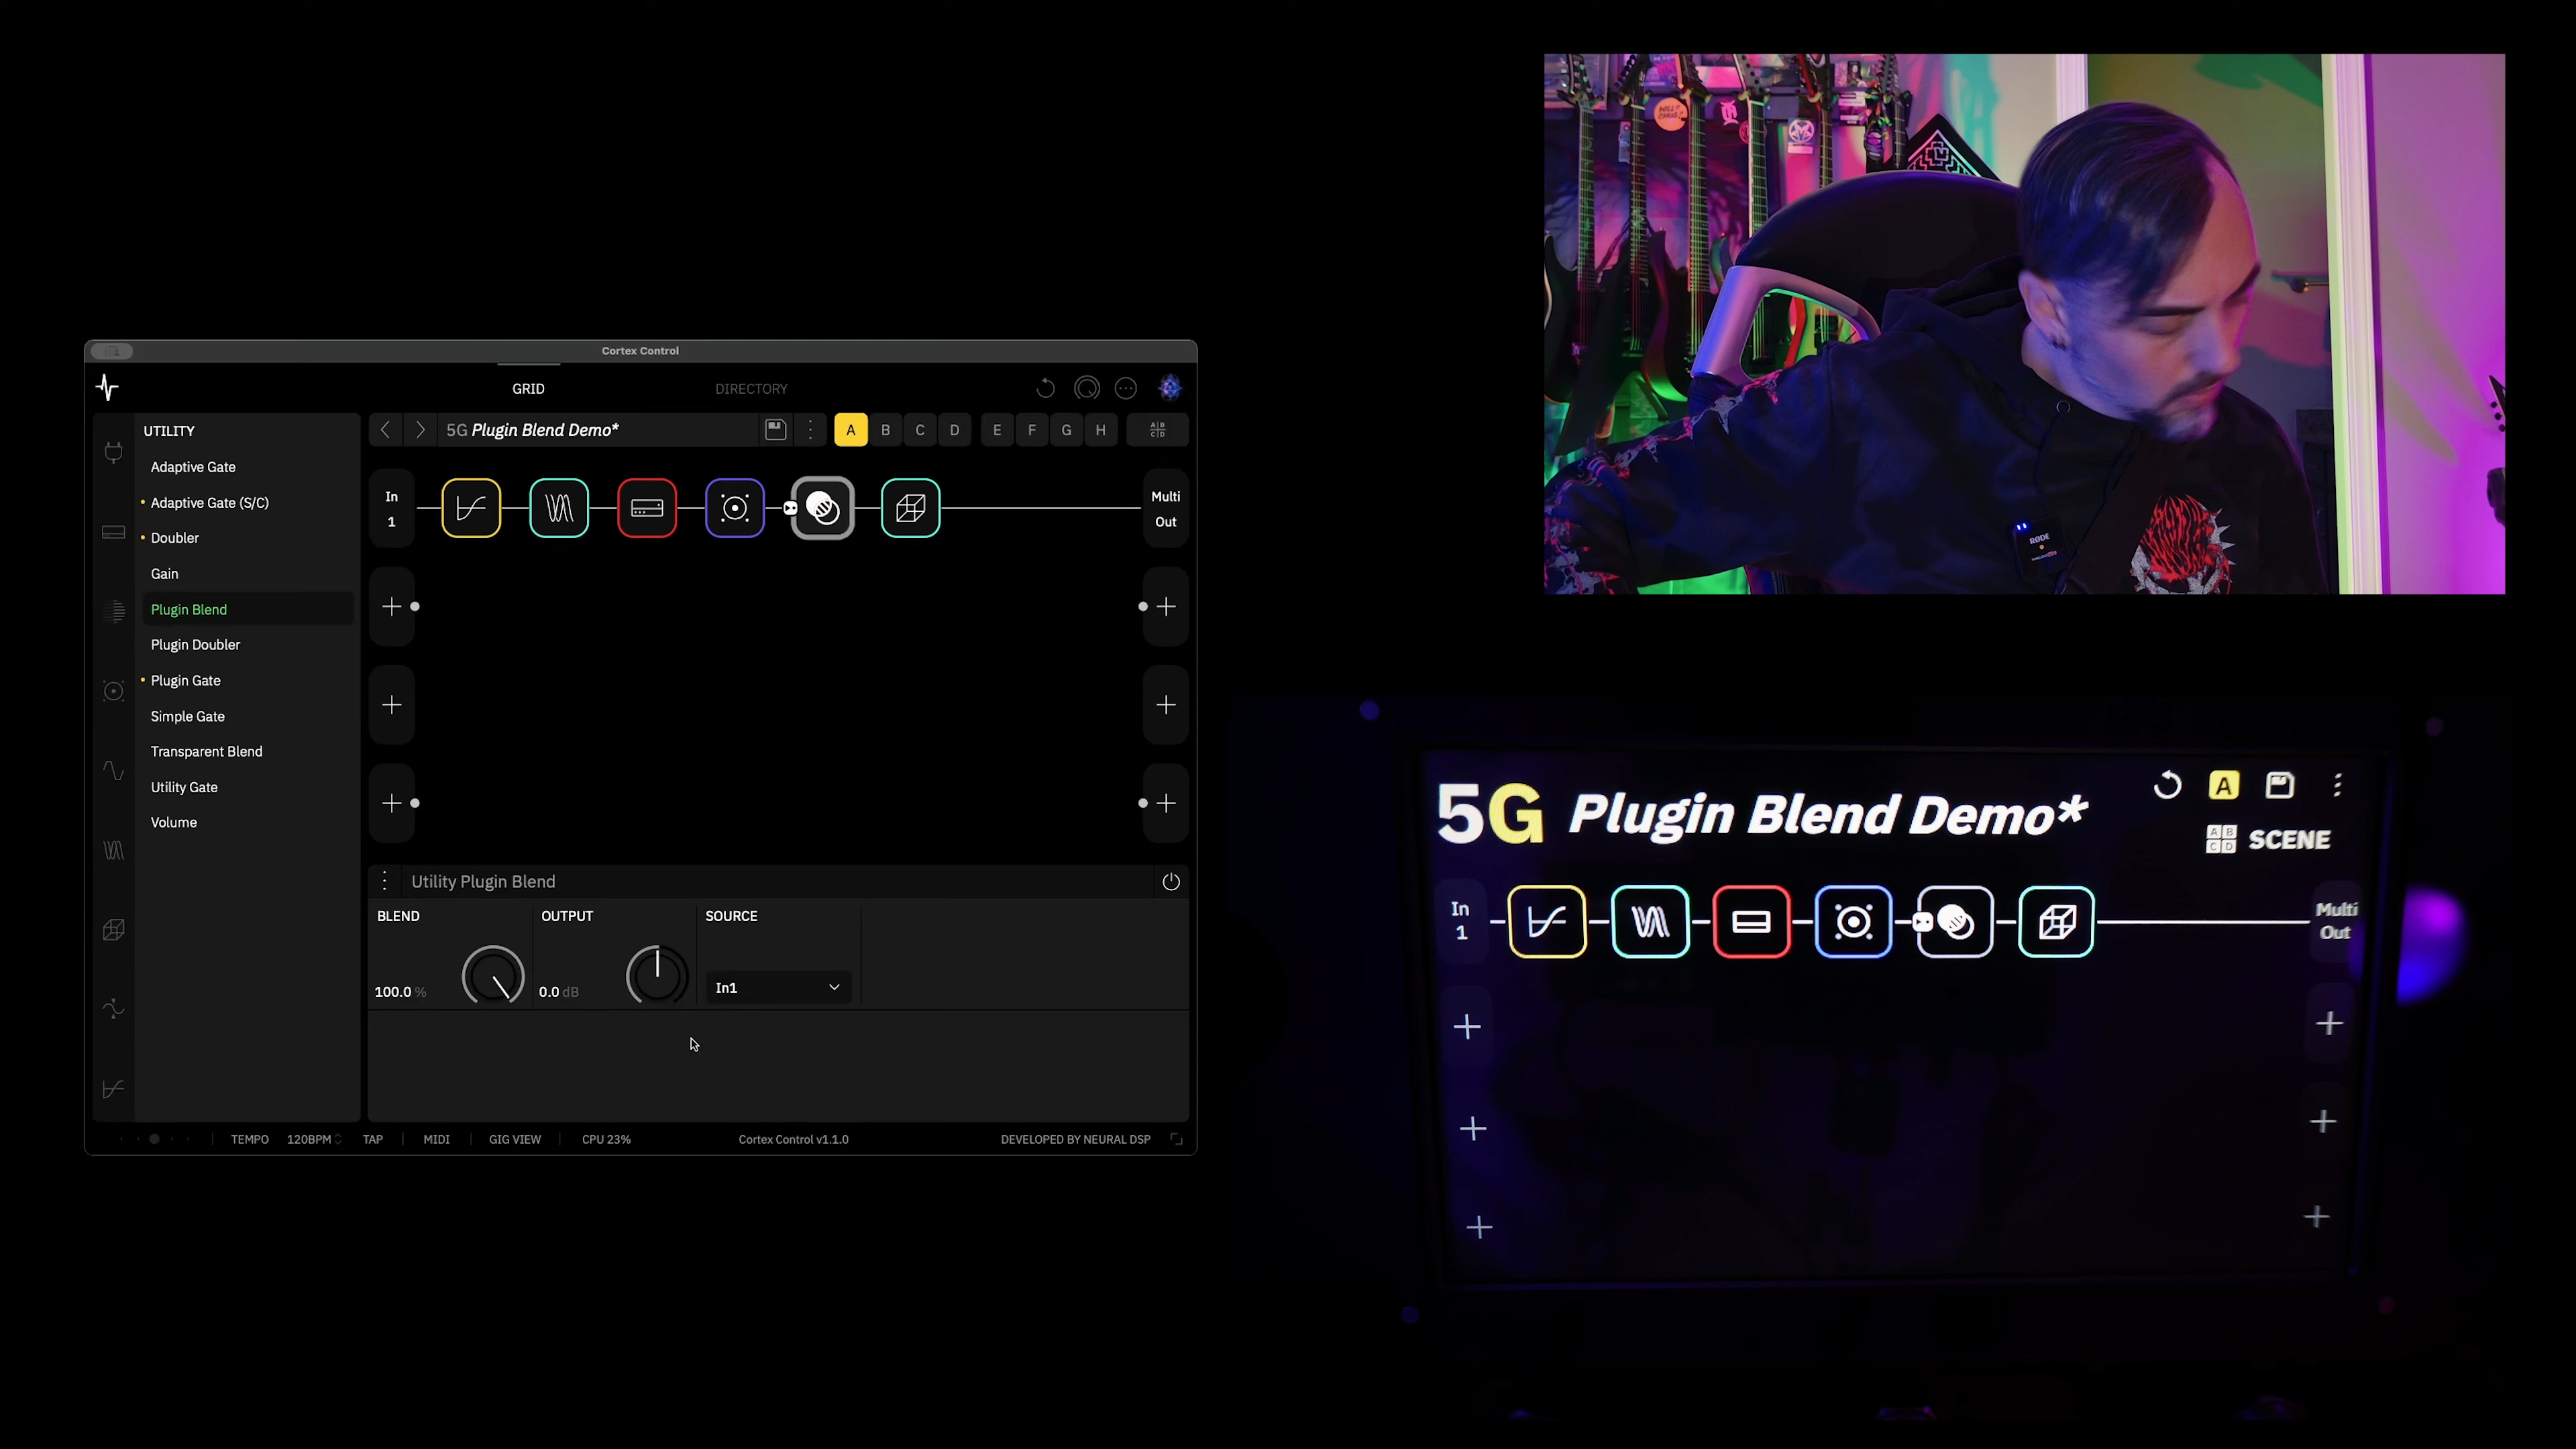 Cortex Control
GRID
DIRECTORY
UTILITY
Adaptive Gate
Adaptive Gate (S/C)
Doubler
Gain
Plugin Blend
Plugin Doubler
Plugin Gate
Simple Gate
Transparent Blend
Utility Gate
Volume
5G Plugin Blend Demo*
A
B
C
D
E
F
G
H
A B
C D
In
1
Multi
Out
Utility Plugin Blend
BLEND
100.0 %
OUTPUT
0.0 dB
SOURCE
In1
TEMPO
120BPM
TAP
MIDI
GIG VIEW
CPU 23%
Cortex Control v1.1.0
DEVELOPED BY NEURAL DSP
RØDE
5G Plugin Blend Demo*
A
A B
C D
SCENE
In
1
Multi
Out